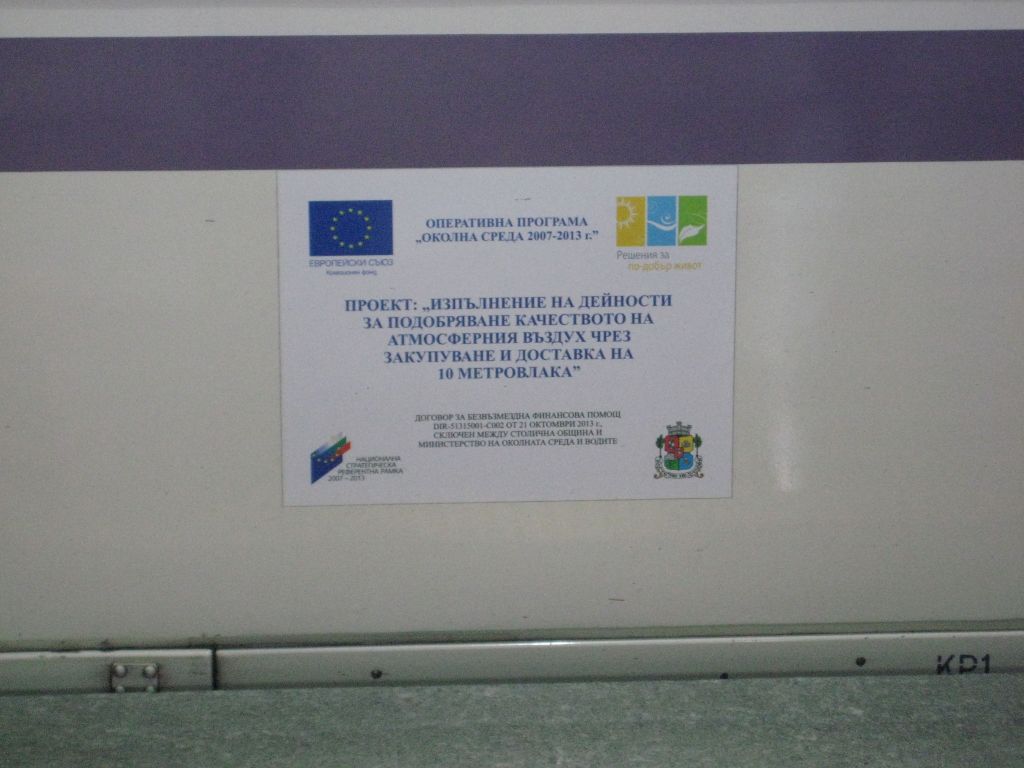 ОПЕРАТИВНА ПРОГРАМА
„ОКОЛНА СРЕДА 2007-2013 г.”
ЕВРОПЕЙСКИ СЪЮЗ
Кохезионен фонд
Решения за
по-добър живот
ПРОЕКТ: „ИЗПЪЛНЕНИЕ НА ДЕЙНОСТИ
ЗА ПОДОБРЯВАНЕ КАЧЕСТВОТО НА
АТМОСФЕРНИЯ ВЪЗДУХ ЧРЕЗ
ЗАКУПУВАНЕ И ДОСТАВКА НА
10 МЕТРОВЛАКА”
ДОГОВОР ЗА БЕЗВЪЗМЕЗДНА ФИНАНСОВА ПОМОЩ
DIR-51315001-C002 ОТ 21 ОКТОМВРИ 2013 г.,
СКЛЮЧЕН МЕЖДУ СТОЛИЧНА ОБЩИНА И
МИНИСТЕРСТВО НА ОКОЛНАТА СРЕДА И ВОДИТЕ
НАЦИОНАЛНА
СТРАТЕГИЧЕСКА
РЕФЕРЕНТНА РАМКА
2007 – 2013
КР1